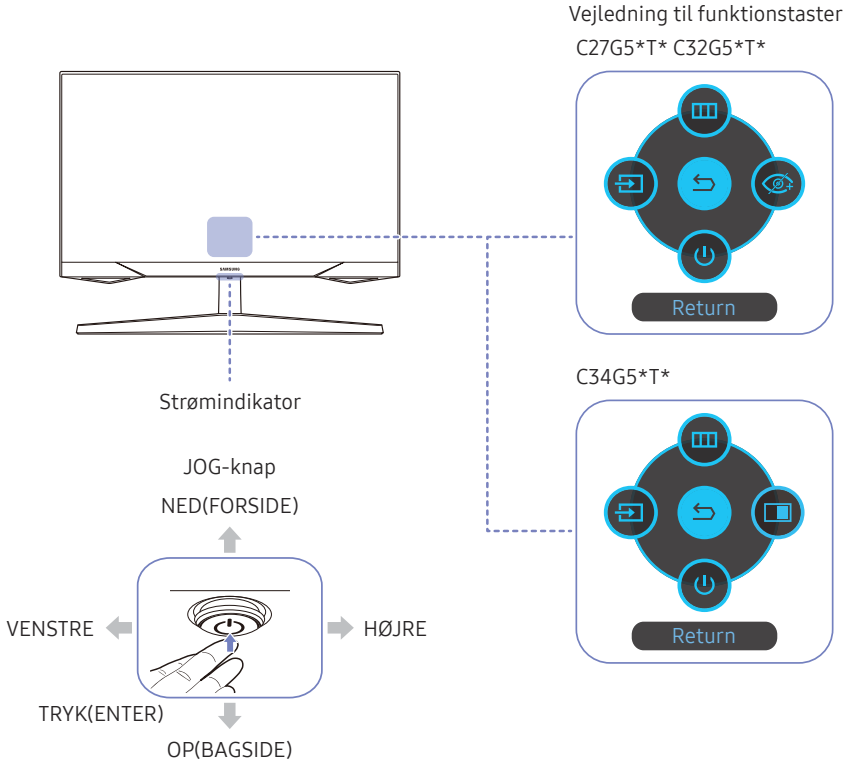 Vejledning til funktionstaster
C27G5*T* C32G5*T*
SAMSUNG
Return
Strømindikator
C34G5*T*
Return
JOG-knap
NED(FORSIDE)
VENSTRE
HØJRE
TRYK(ENTER)
OP(BAGSIDE)